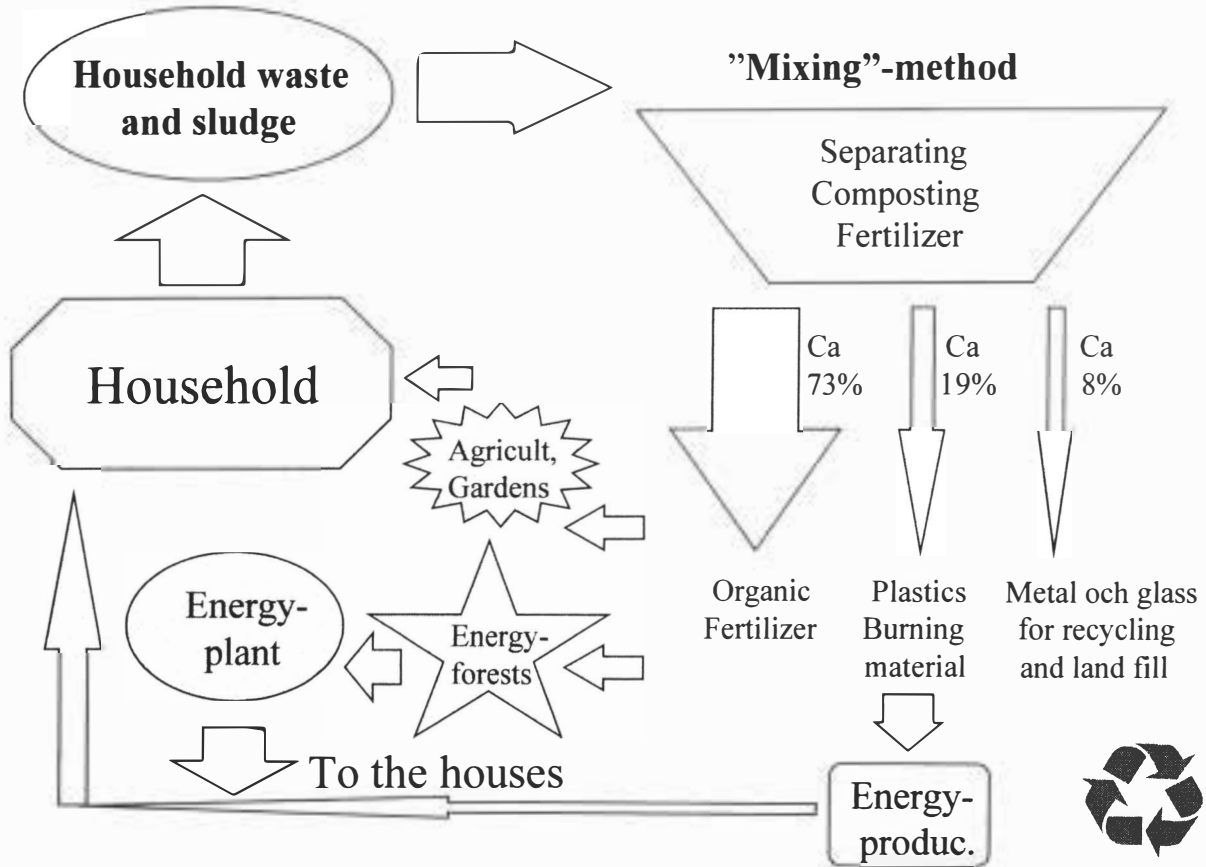 Household waste
and sludge
”Mixing”-method
Separating
Composting
Fertilizer
Household
Ca
73%
Ca
19%
Ca
8%
Agricult,
Gardens
Organic
Fertilizer
Plastics
Burning
material
Metal och glass
for recycling
and land fill
Energy-
plant
Energy-
forests
To the houses
Energy-
produc.